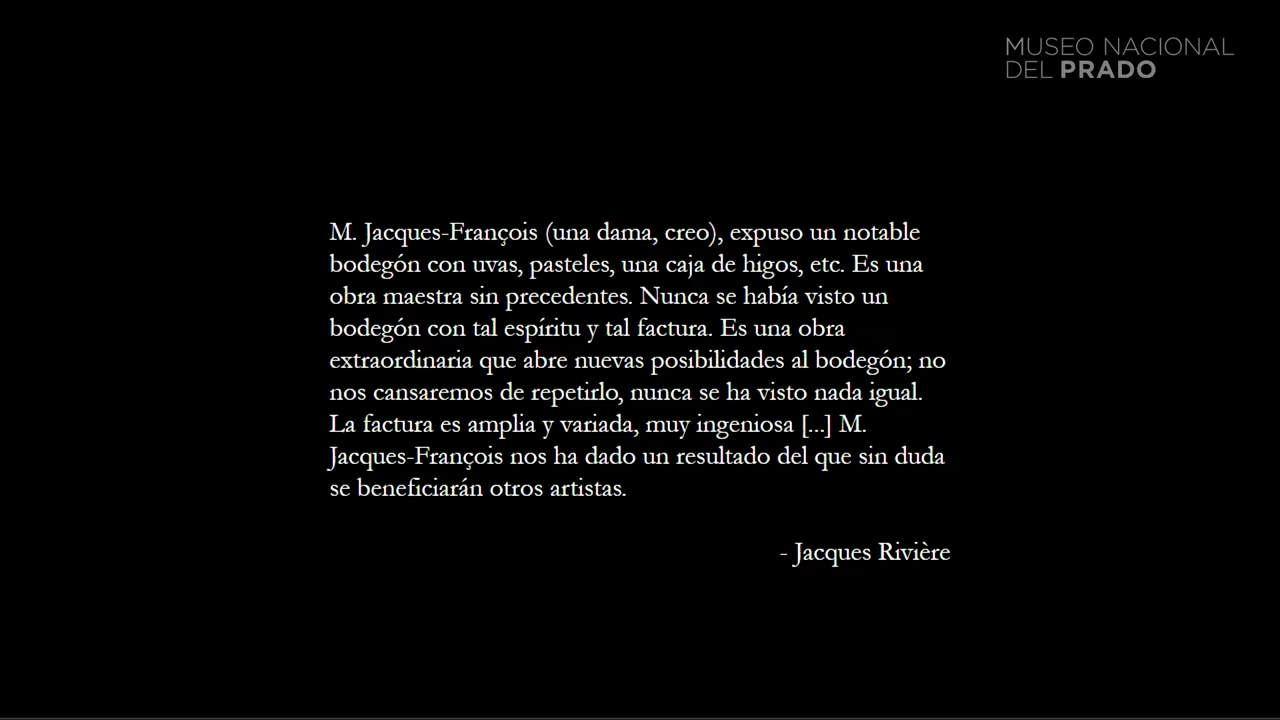 MUSEO NACIONAL
DEL PRADO
M. Jacques-François (una dama, creo), expuso un notable
bodegón con uvas, pasteles, una caja de higos, etc. Es una
obra maestra sin precedentes. Nunca se había visto un
bodegón con tal espíritu y tal factura. Es una obra
extraordinaria que abre nuevas posibilidades al bodegón; no
nos cansaremos de repetirlo, nunca se ha visto nada igual.
La factura es amplia y variada, muy ingeniosa [...] M.
Jacques-François nos ha dado un resultado del que sin duda
se beneficiarán otros artistas.
- Jacques Rivière